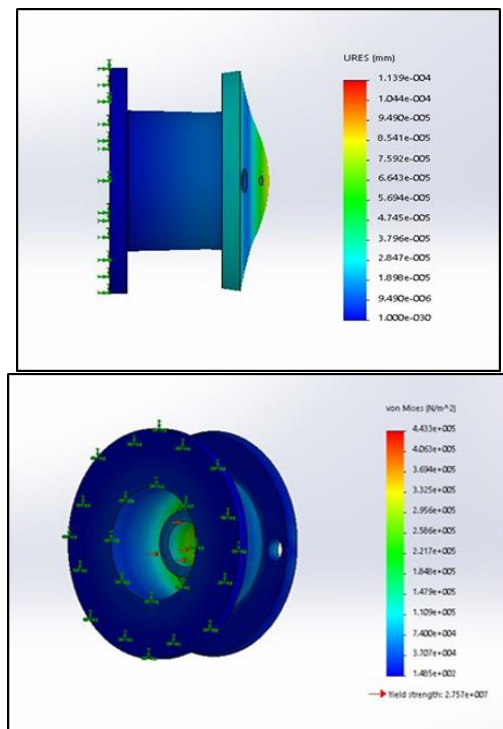 URES (mm)
1.139e-004
1.044e-004
9.490e-005
8.541e-005
7.592e-005
6.643e-005
5.694e-005
4.745e-005
3.796e-005
2.847e-005
1.898e-005
9.490e-006
1.000e-030
von Mises (N/m^2)
4.433e+005
4.063e+005
3.694e+005
3.325e+005
2.956e+005
2.586e+005
2.217e+005
1.848e+005
1.479e+005
1.109e+005
7.400e+004
3.707e+004
1.485e+002
Yield strength: 2.757e+007